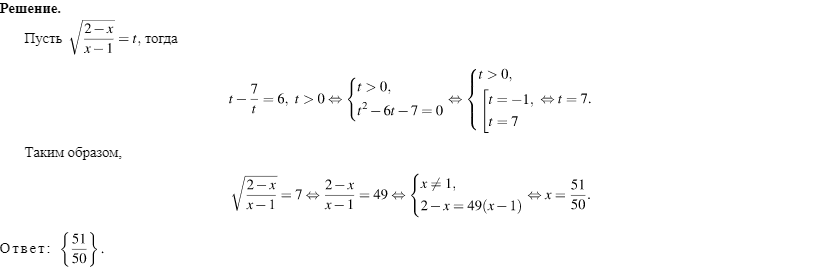 Решение.
Пусть √((2 − x)/(x − 1)) = t, тогда
t − 7/t = 6, t > 0 ⇔ { t > 0, t² − 6t − 7 = 0 ⇔ { t > 0, [ t = −1, t = 7 ⇔ t = 7.
Таким образом,
√((2 − x)/(x − 1)) = 7 ⇔ (2 − x)/(x − 1) = 49 ⇔ { x ≠ 1, 2 − x = 49(x − 1) ⇔ x = 51/50.
Ответ: {51/50}.